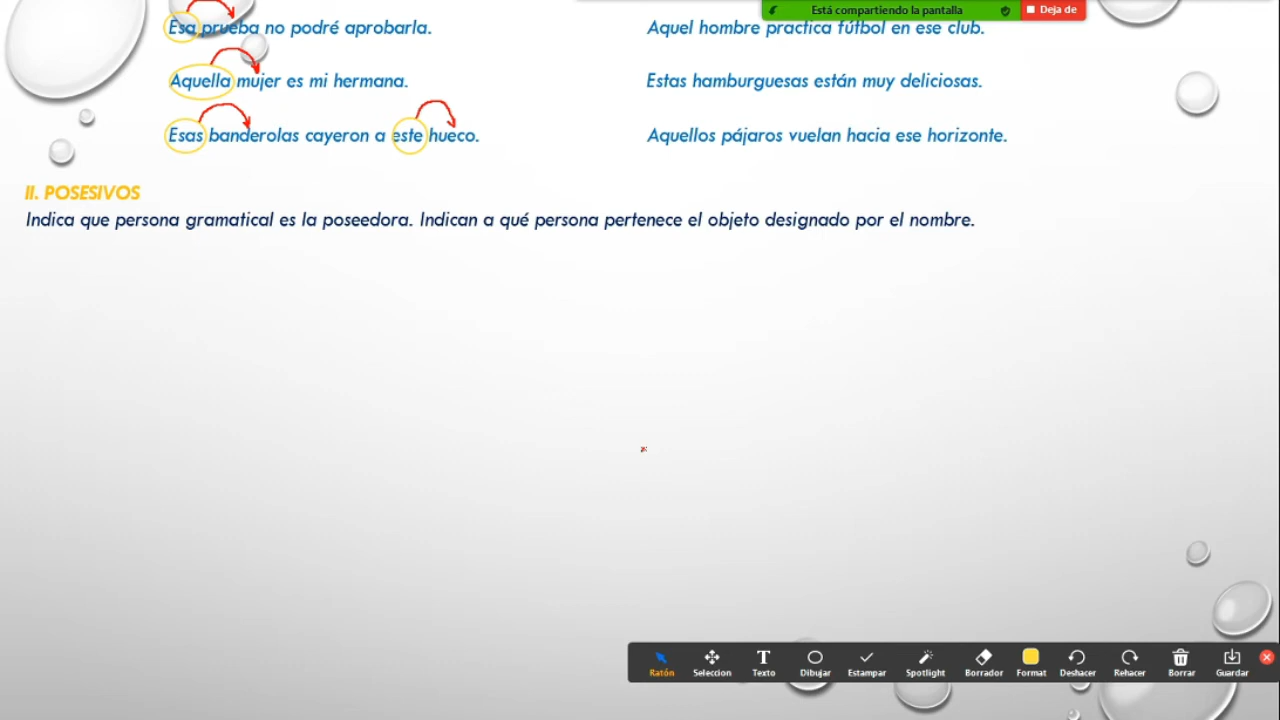 Está compartiendo la pantalla
Deja de
Esa prueba no podré aprobarla.
Aquel hombre practica fútbol en ese club.
Aquella mujer es mi hermana.
Estas hamburguesas están muy deliciosas.
Esas banderolas cayeron a este hueco.
Aquellos pájaros vuelan hacia ese horizonte.
II. POSESIVOS
Indica que persona gramatical es la poseedora. Indican a qué persona pertenece el objeto designado por el nombre.
Ratón Seleccion Texto Dibujar Estampar Spotlight Borrador Format Deshacer Rehacer Borrar Guardar